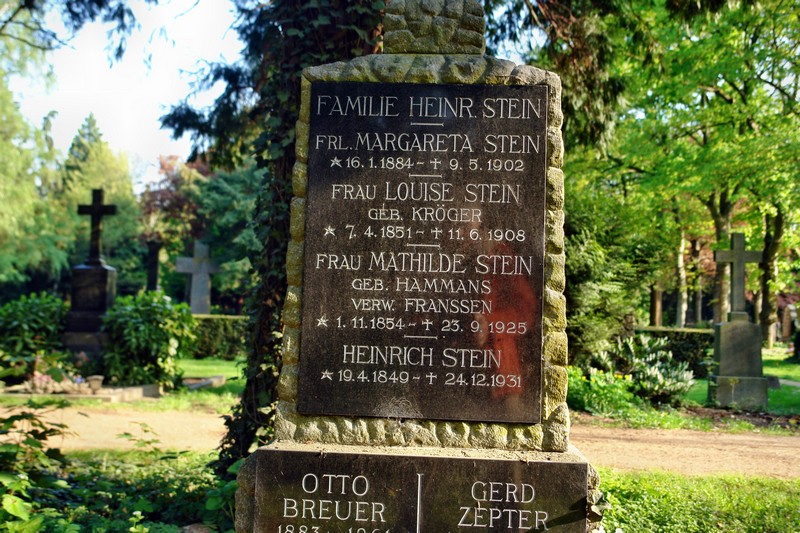 FAMILIE HEINR. STEIN
FRL. MARGARETA STEIN
★ 16.1.1884 - ✝ 9.5.1902
FRAU LOUISE STEIN
GEB. KRÖGER
★ 7.4.1851 - ✝ 11.6.1908
FRAU MATHILDE STEIN
GEB. HAMMANS
VERW. FRANSSEN
★ 1.11.1854 - ✝ 23.9.1925
HEINRICH STEIN
★ 19.4.1849 - ✝ 24.12.1931
OTTO
BREUER
GERD
ZEPTER